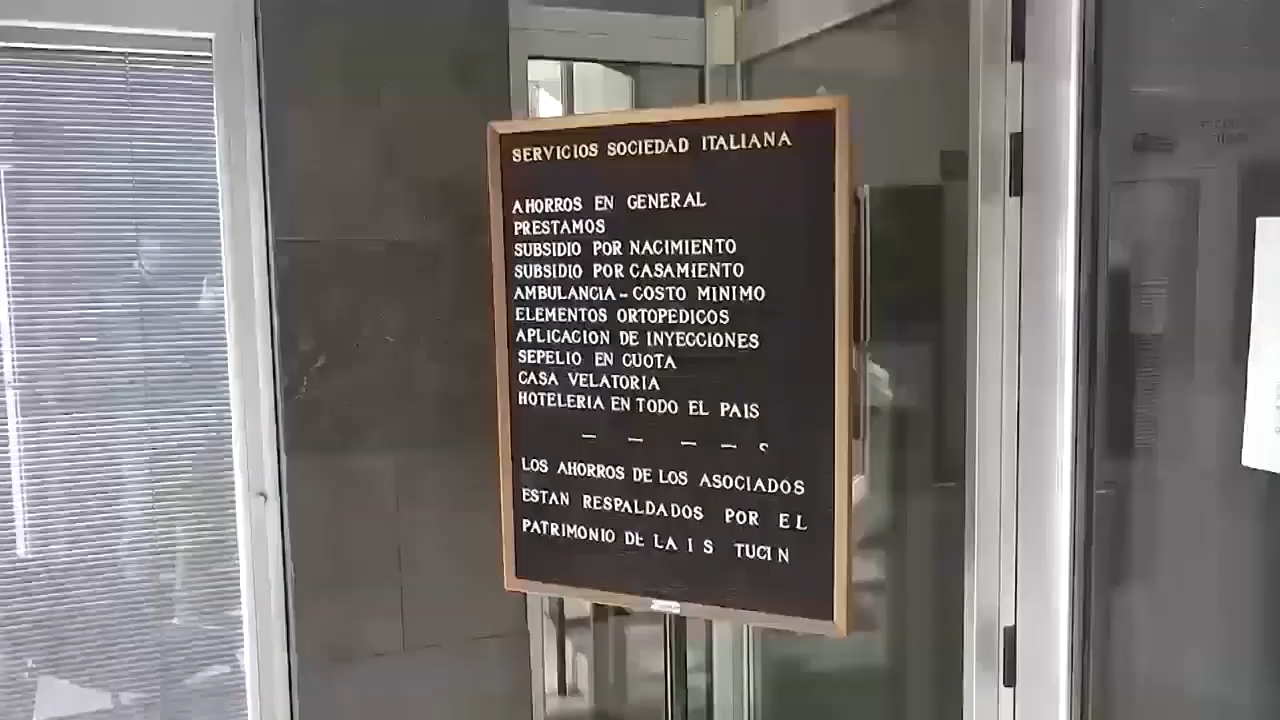 SERVICIOS SOCIEDAD ITALIANA
AHORROS EN GENERAL
PRESTAMOS
SUBSIDIO POR NACIMIENTO
SUBSIDIO POR CASAMIENTO
AMBULANCIA - COSTO MINIMO
ELEMENTOS ORTOPEDICOS
APLICACION DE INYECCIONES
SEPELIO EN CUOTA
CASA VELATORIA
HOTELERIA EN TODO EL PAIS
LOS AHORROS DE LOS ASOCIADOS
ESTAN RESPALDADOS POR EL
PATRIMONIO DE LA I S TUCI N